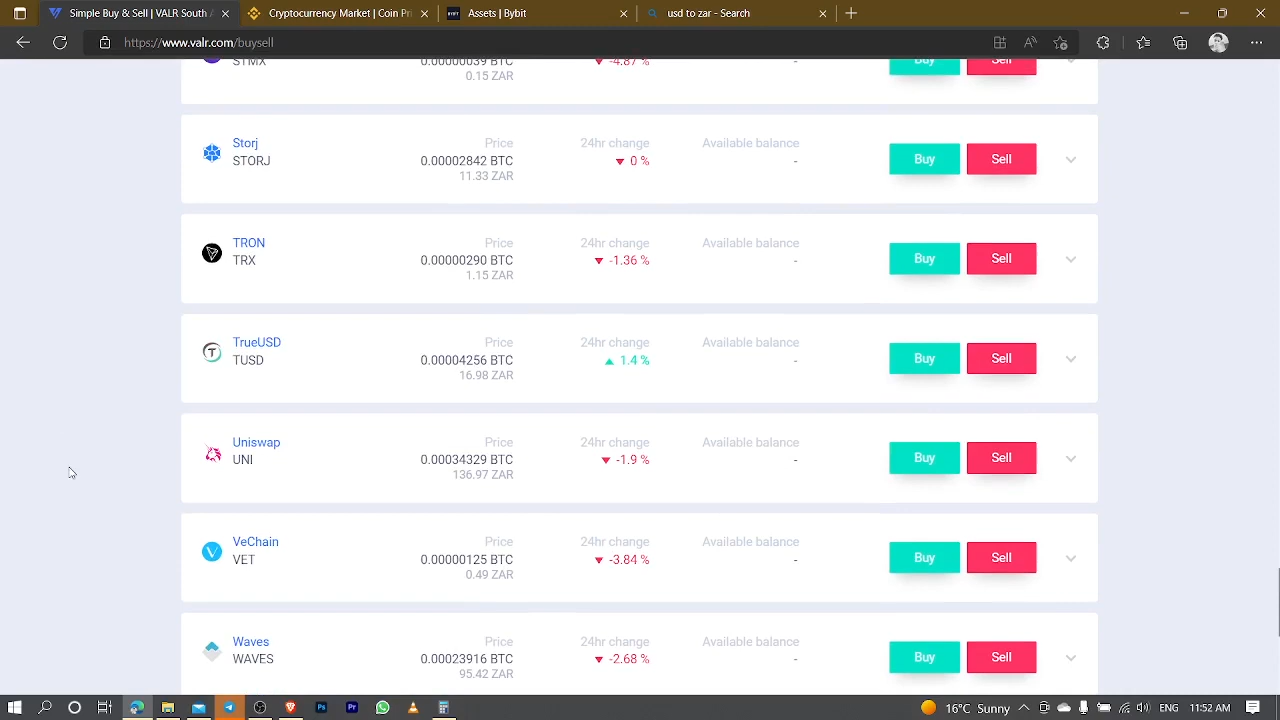 Simple Buy & Sell | VALR South
Cryptocurrency Market | Coin Pri
BYFT
usd to zar - Search
https://www.valr.com/buysell
STMX
0.00000039 BTC
-4.87 %
-
Buy
Sell
0.15 ZAR
Storj
Price
24hr change
Available balance
STORJ
0.00002842 BTC
0 %
-
Buy
Sell
11.33 ZAR
TRON
Price
24hr change
Available balance
TRX
0.00000290 BTC
-1.36 %
-
Buy
Sell
1.15 ZAR
TrueUSD
Price
24hr change
Available balance
TUSD
0.00004256 BTC
1.4 %
-
Buy
Sell
16.98 ZAR
Uniswap
Price
24hr change
Available balance
UNI
0.00034329 BTC
-1.9 %
-
Buy
Sell
136.97 ZAR
VeChain
Price
24hr change
Available balance
VET
0.00000125 BTC
-3.84 %
-
Buy
Sell
0.49 ZAR
Waves
Price
24hr change
Available balance
WAVES
0.00023916 BTC
-2.68 %
-
Buy
Sell
95.42 ZAR
16°C
ENG
11:52 AM